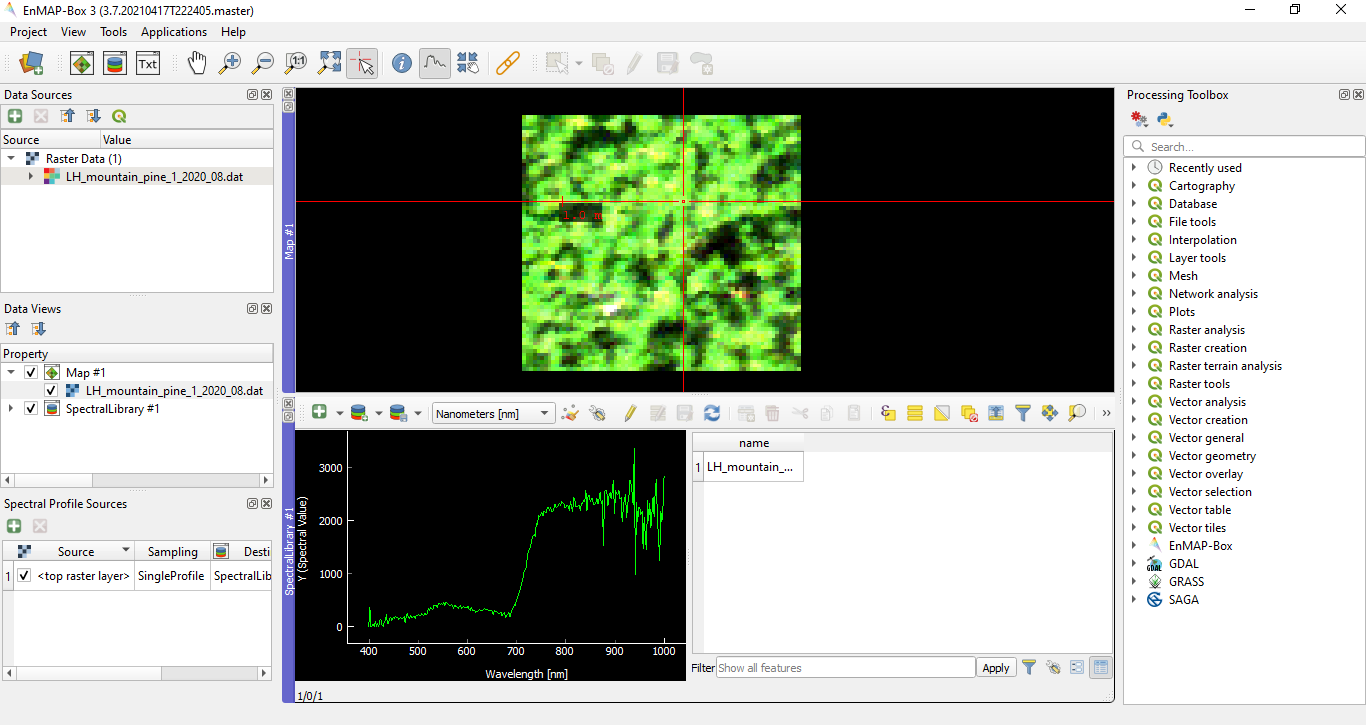 EnMAP-Box 3 (3.7.20210417T222405.master)
Project View Tools Applications Help
Txt 1:1
Data Sources
Source Value
Raster Data (1)
LH_mountain_pine_1_2020_08.dat
Data Views
Property
Map #1
LH_mountain_pine_1_2020_08.dat
SpectralLibrary #1
Spectral Profile Sources
Source Sampling Desti
1 <top raster layer> SingleProfile SpectralLib
Map #1
1.0 m
SpectralLibrary #1
Nanometers [nm]
»
Y (Spectral Value)
3000
2000
1000
0
400 500 600 700 800 900 1000
Wavelength [nm]
name
1 LH_mountain_...
Filter Show all features Apply
1/0/1
Processing Toolbox
Search...
Recently used
Cartography
Database
File tools
Interpolation
Layer tools
Mesh
Network analysis
Plots
Raster analysis
Raster creation
Raster terrain analysis
Raster tools
Vector analysis
Vector creation
Vector general
Vector geometry
Vector overlay
Vector selection
Vector table
Vector tiles
EnMAP-Box
GDAL GDAL
GRASS
SAGA